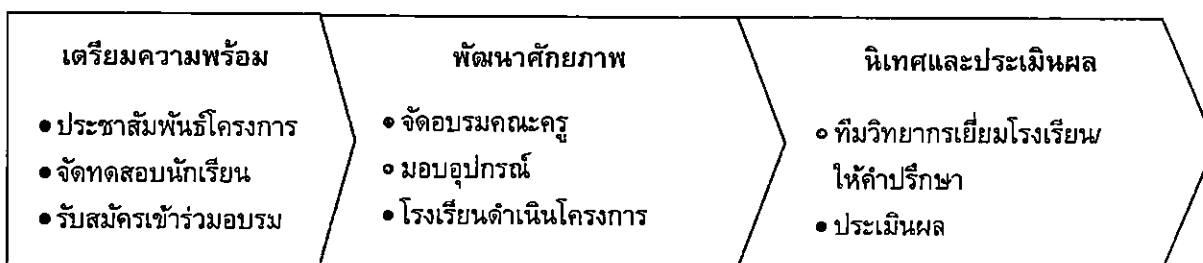 เตรียมความพร้อม
● ประชาสัมพันธ์โครงการ
● จัดทดสอบนักเรียน
● รับสมัครเข้าร่วมอบรม
พัฒนาศักยภาพ
● จัดอบรมคณะครู
● มอบอุปกรณ์
● โรงเรียนดำเนินโครงการ
นิเทศและประเมินผล
● ทีมวิทยากรเยี่ยมโรงเรียน/
ให้คำปรึกษา
● ประเมินผล